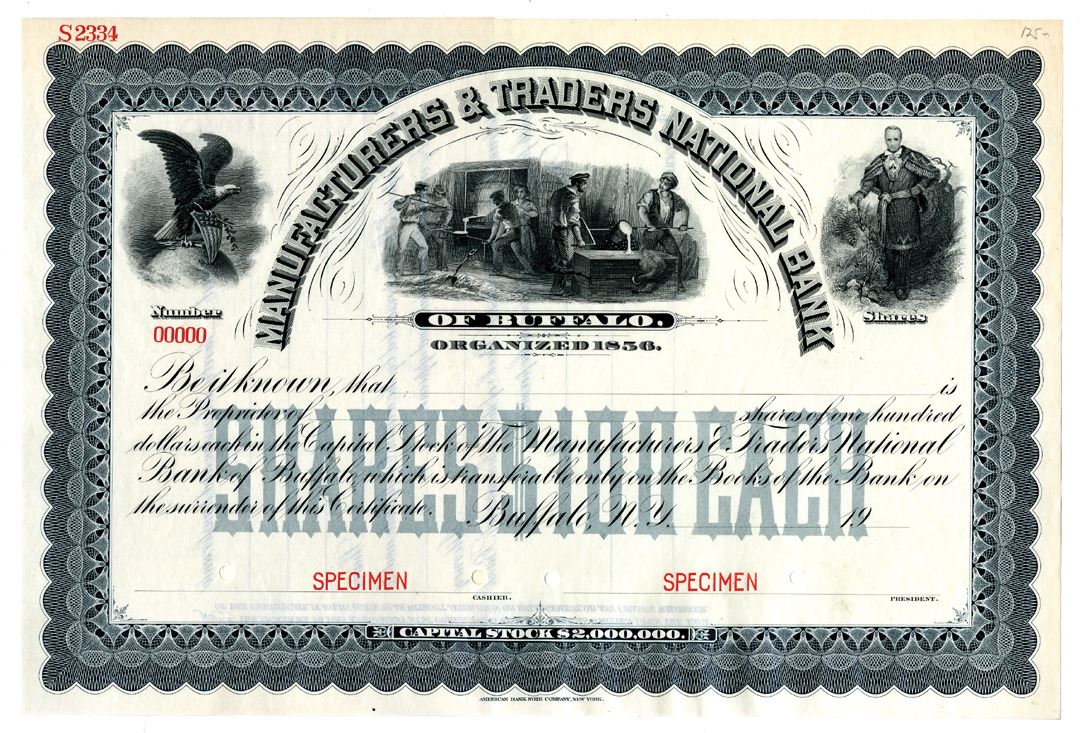 S2334
125-
MANUFACTURERS & TRADERS NATIONAL BANK
OF BUFFALO.
ORGANIZED 1856.
Number
00000
Shares
Be it known, that is
the Proprietor of shares of one hundred
dollars each in the Capital Stock of the Manufacturers & Traders National
Bank of Buffalo, which is transferable only on the Books of the Bank, on
the surrender of this Certificate. Buffalo, N.Y. 19
SHARES $100 EACH
SPECIMEN
SPECIMEN
CASHIER.
PRESIDENT.
CAPITAL STOCK $2,000,000.
AMERICAN BANK NOTE COMPANY, NEW YORK.